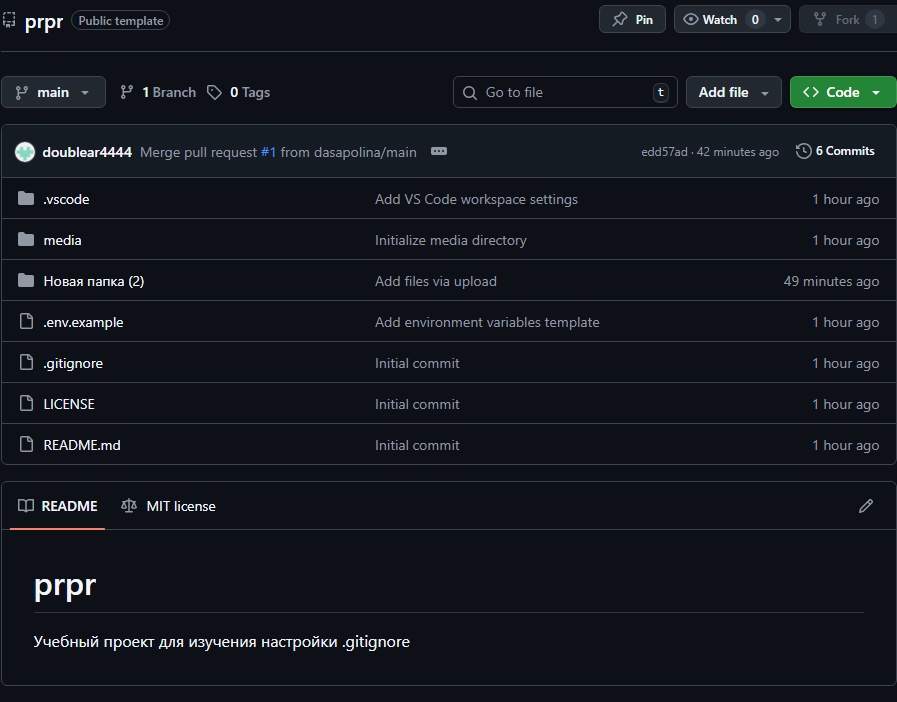 prpr Public template Pin Watch 0 Fork 1
main 1 Branch 0 Tags Go to file t Add file Code
doublear4444 Merge pull request #1 from dasapolina/main edd57ad · 42 minutes ago 6 Commits
.vscode Add VS Code workspace settings 1 hour ago
media Initialize media directory 1 hour ago
Новая папка (2) Add files via upload 49 minutes ago
.env.example Add environment variables template 1 hour ago
.gitignore Initial commit 1 hour ago
LICENSE Initial commit 1 hour ago
README.md Initial commit 1 hour ago
README MIT license
prpr
Учебный проект для изучения настройки .gitignore